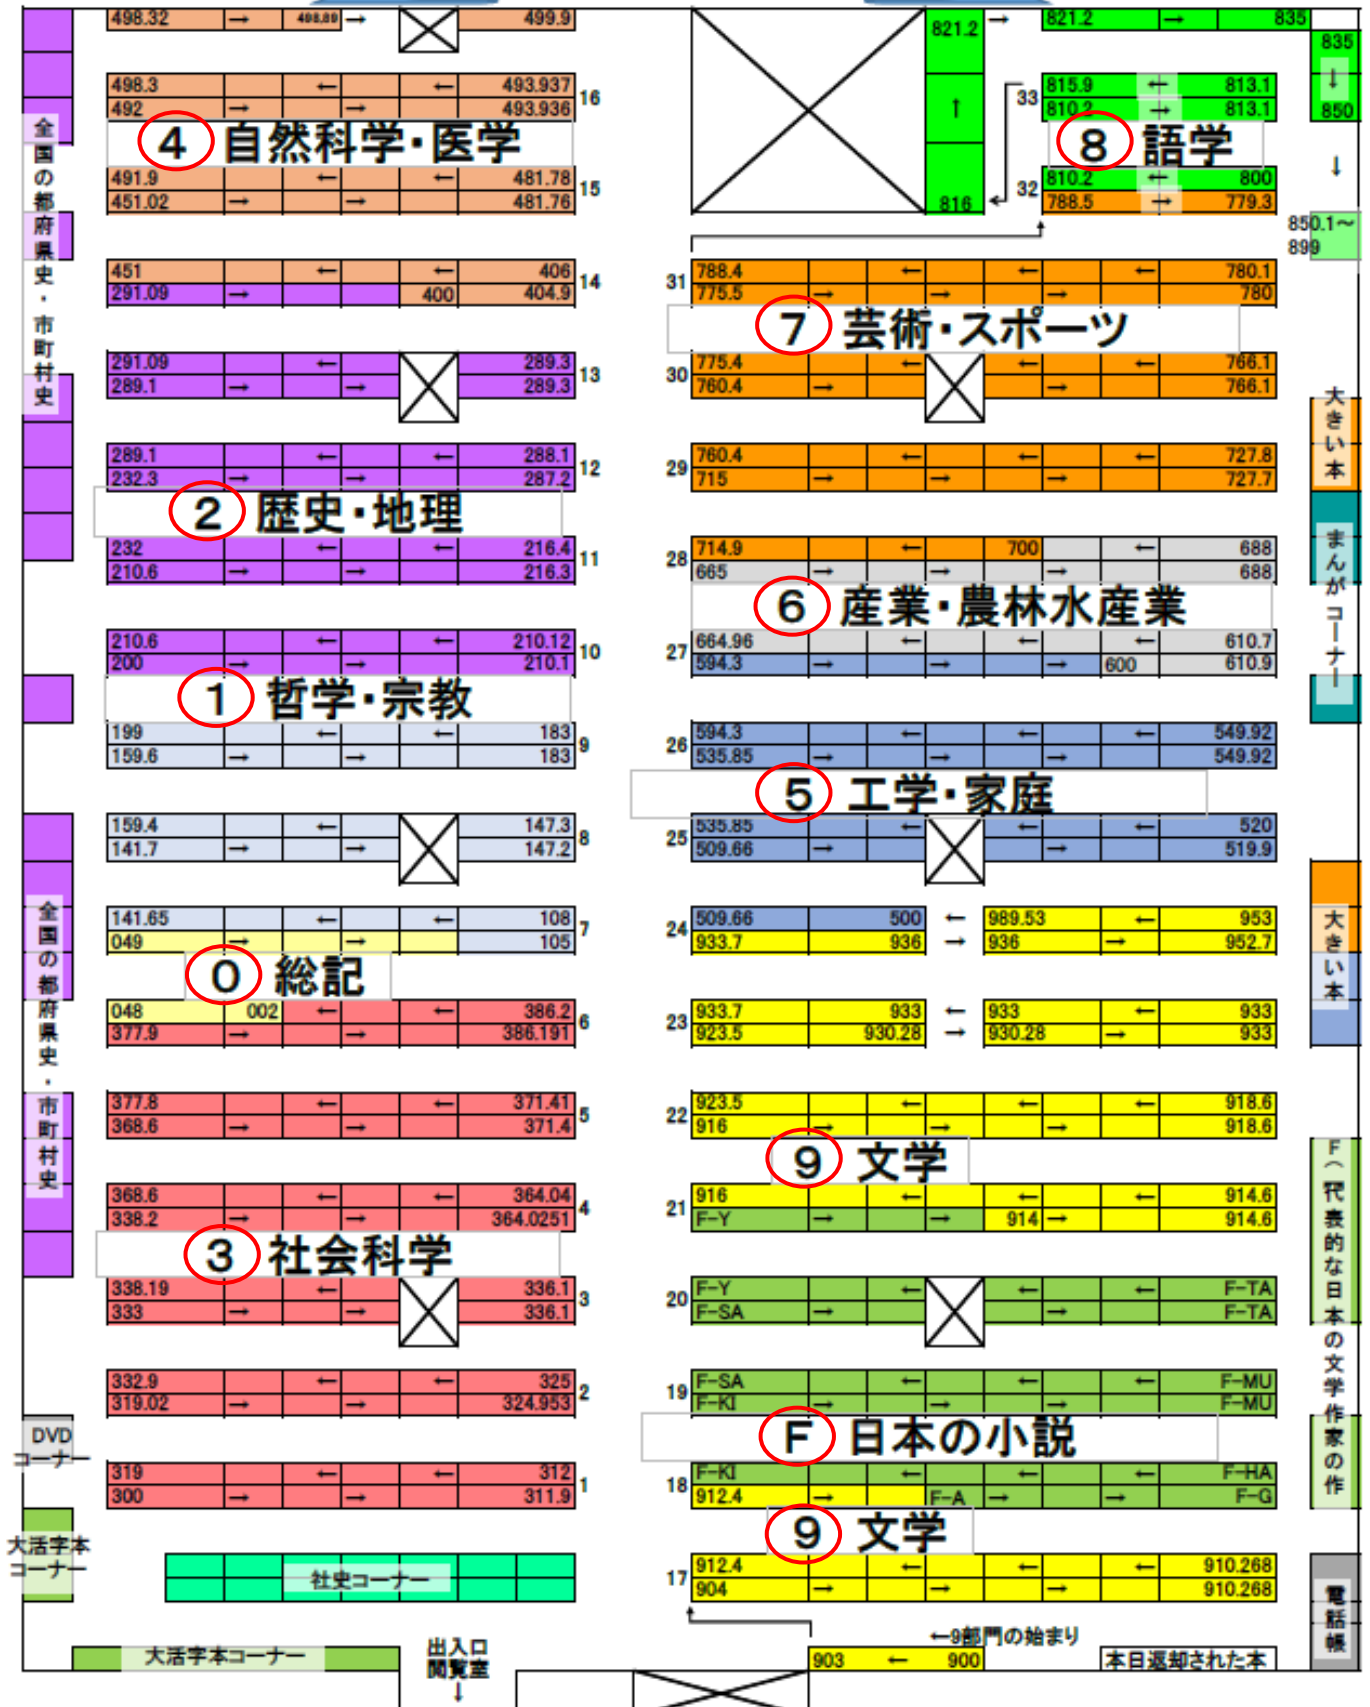 498.32 → 498.89 → 499.9
498.3 ← ← 493.937
492 → → 493.936
16
④ 自然科学・医学
491.9 ← ← 481.78
451.02 → → 481.76
15
451 ← ← 406
291.09 → 400 404.9
14
291.09 ← 289.3
289.1 → → 289.3
13
289.1 ← ← 288.1
232.3 → → 287.2
12
② 歴史・地理
232 ← ← 216.4
210.6 → → 216.3
11
210.6 ← ← 210.12
200 → → 210.1
10
① 哲学・宗教
199 ← ← 183
159.6 → → 183
9
159.4 ← 147.3
141.7 → → 147.2
8
141.65 ← ← 108
049 → → 105
7
0 総記
048 002 ← ← 386.2
377.9 → → 386.191
6
377.8 ← ← 371.41
368.6 → → 371.4
5
368.6 ← ← 364.04
338.2 → → 364.0251
4
③ 社会科学
338.19 ← 336.1
333 → → 336.1
3
332.9 ← ← 325
319.02 → → 324.953
2
319 ← ← 312
300 → → 311.9
1
社史コーナー
大活字本コーナー
出入口
閲覧室
↓
全国の都府県史・市町村史
全国の都府県史・市町村史
DVD
コーナー
大活字本
コーナー
821.2
↑
816
→ 821.2 → 835
835
↓
850
↓
850.1～
899
33
815.9 ← 813.1
810.2 → 813.1
⑧ 語学
32
810.2 ← 800
788.5 → 779.3
31
788.4 ← ← ← 780.1
775.5 → → → 780
⑦ 芸術・スポーツ
30
775.4 ← ← ← 766.1
760.4 → → 766.1
29
760.4 ← ← ← 727.8
715 → → → 727.7
28
714.9 ← 700 ← 688
665 → → → 688
⑥ 産業・農林水産業
27
664.96 ← ← ← 610.7
594.3 → → → 600 610.9
26
594.3 ← ← ← 549.92
535.85 → → → 549.92
⑤ 工学・家庭
25
535.85 ← ← ← 520
509.66 → → 519.9
24
509.66 500 ← 989.53 ← 953
933.7 936 → 936 → 952.7
23
933.7 933 ← 933 ← 933
923.5 930.28 → 930.28 → 933
22
923.5 ← ← ← 918.6
916 → → → 918.6
⑨ 文学
21
916 ← ← ← 914.6
F-Y → → 914 → 914.6
20
F-Y ← ← ← F-TA
F-SA → → F-TA
19
F-SA ← ← ← F-MU
F-KI → → → F-MU
F 日本の小説
18
F-KI ← ← ← F-HA
912.4 → F-A → → F-G
⑨ 文学
17
912.4 ← ← ← 910.268
904 → → → 910.268
←9部門の始まり
903 ← 900
本日返却された本
大きい本
まんがコーナー
大きい本
F（代表的な日本の文学作家の作
電話帳